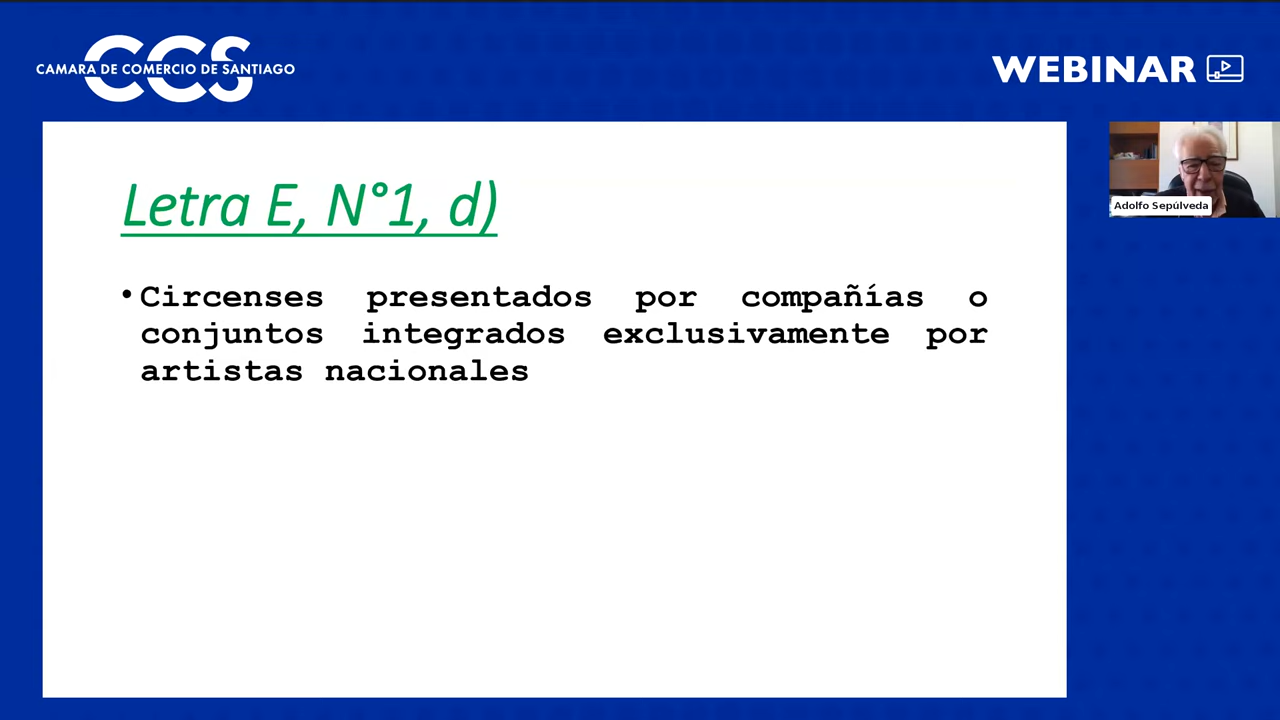 CCS
CAMARA DE COMERCIO DE SANTIAGO
WEBINAR
Letra E, N°1, d)
• Circenses presentados por compañías o
conjuntos integrados exclusivamente por
artistas nacionales
Adolfo Sepúlveda